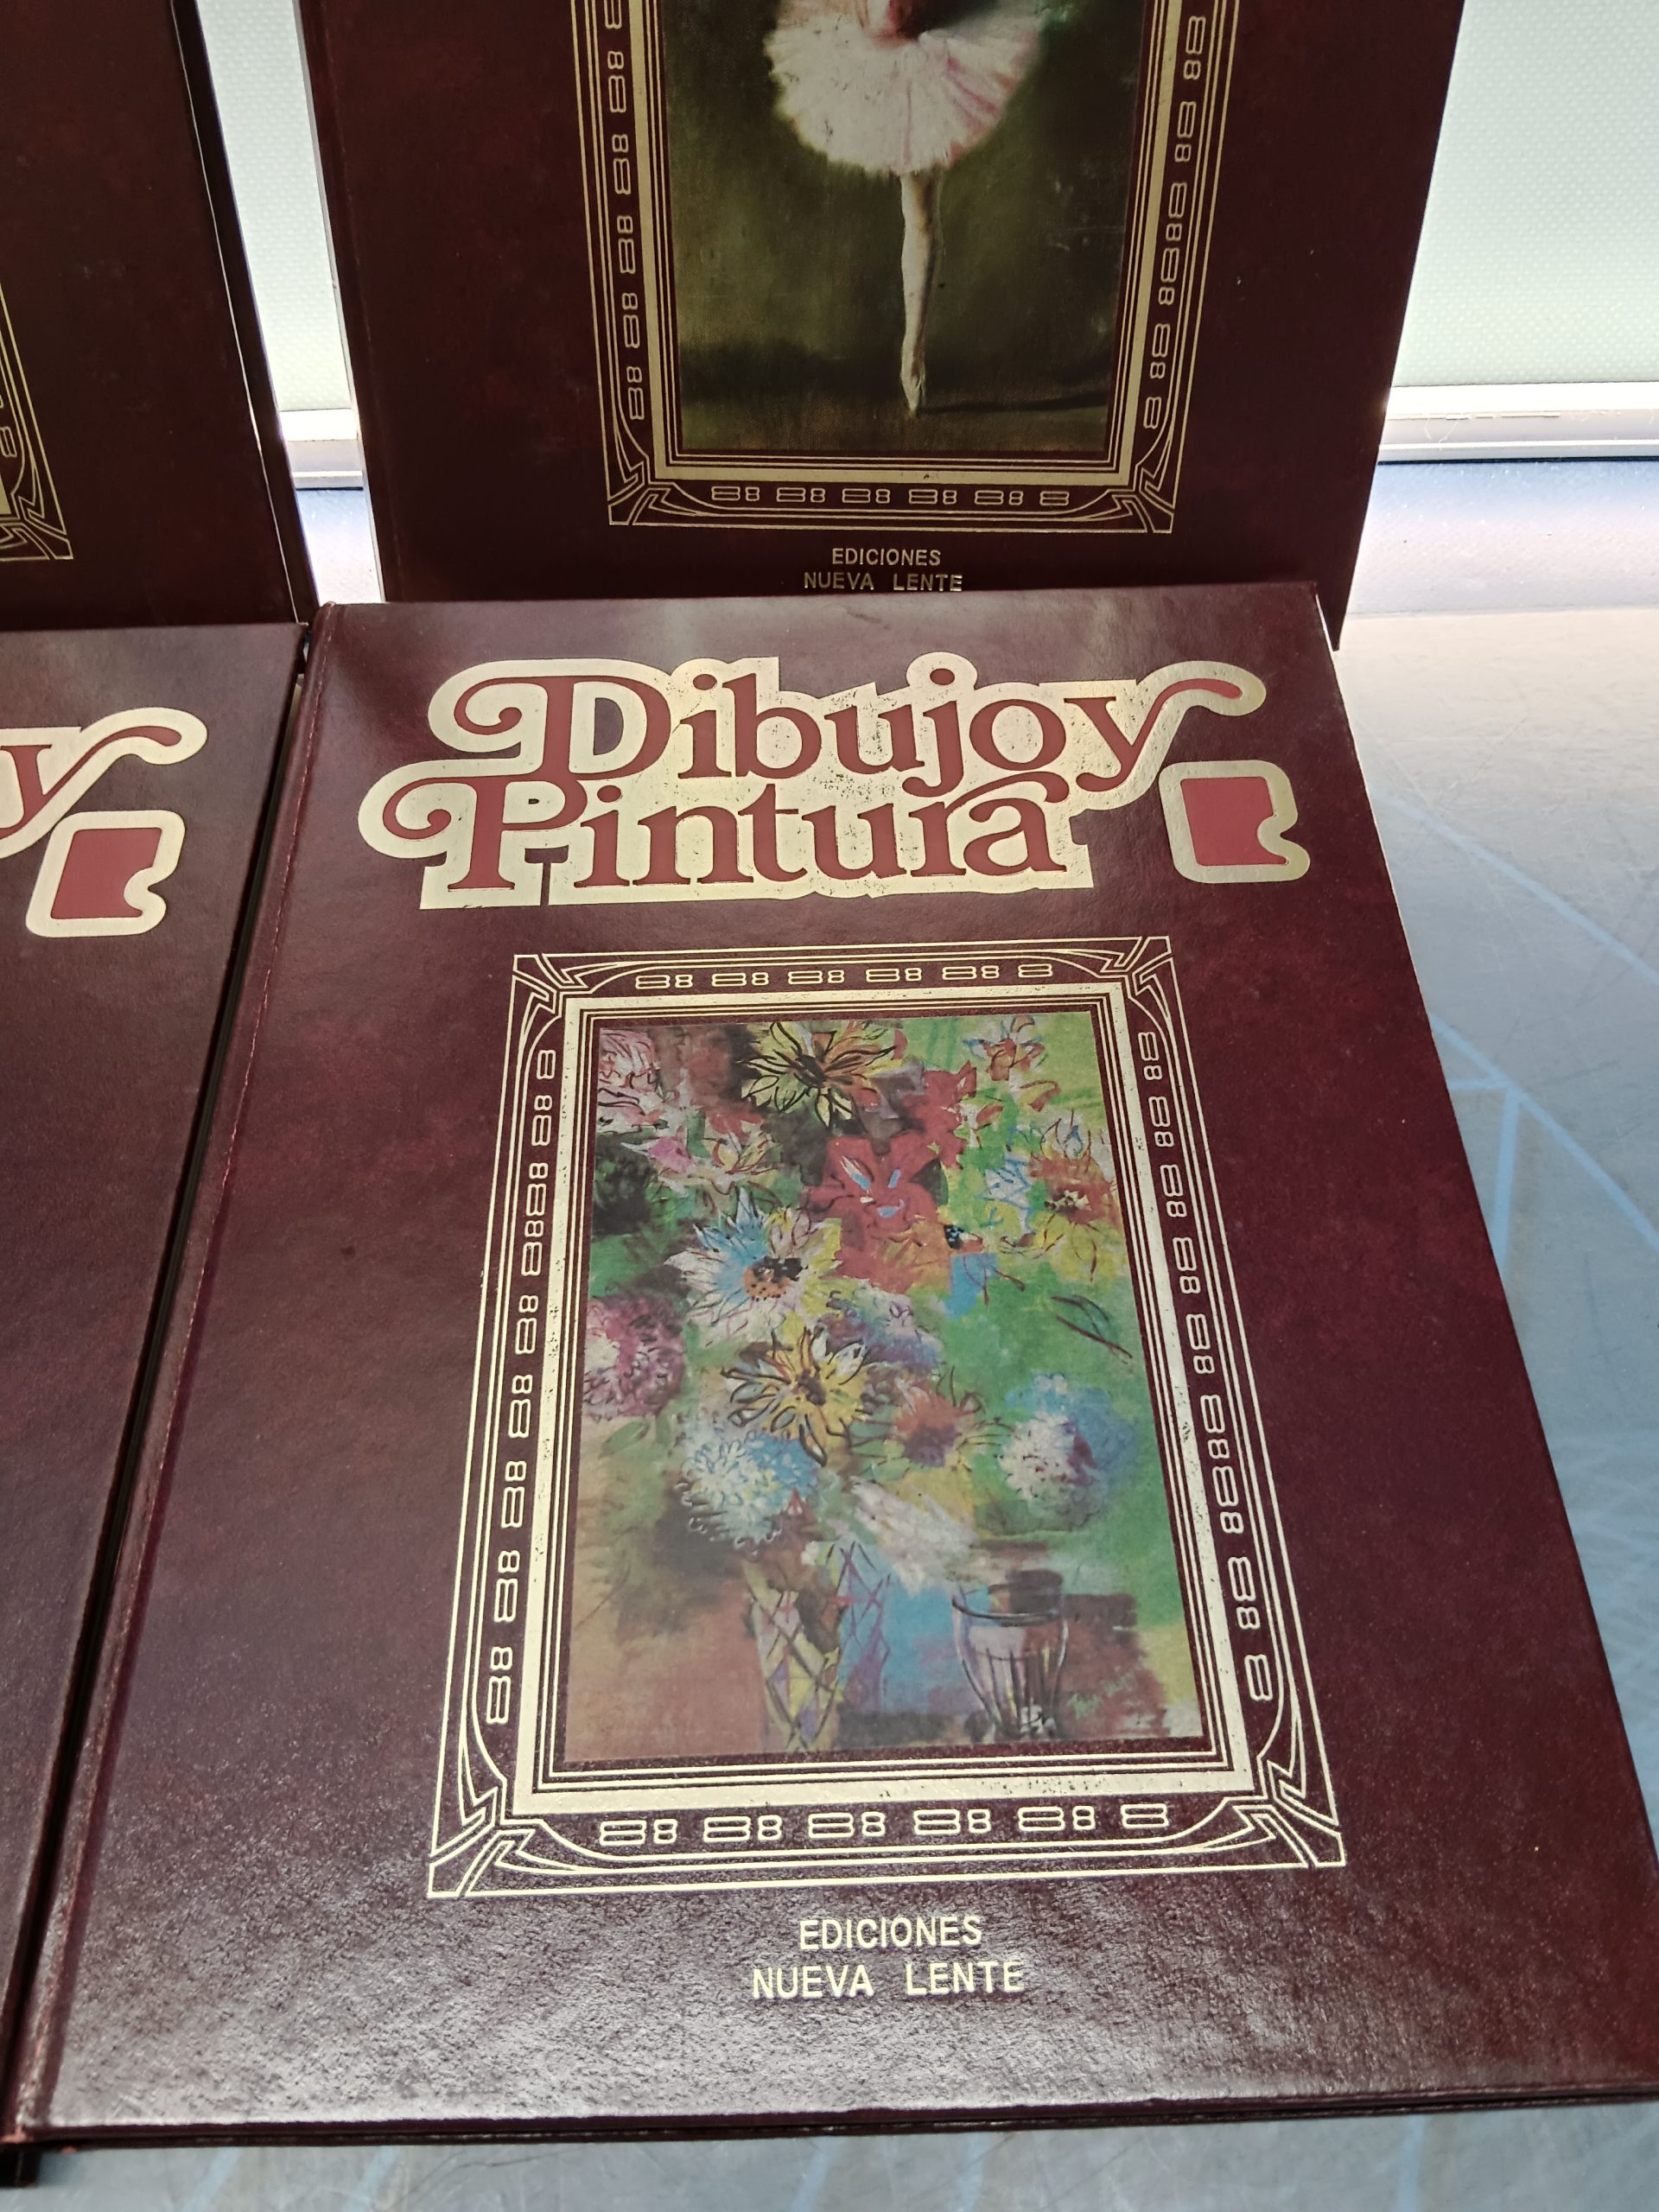 EDICIONES
NUEVA LENTE
y
Dibujo y
Pintura
EDICIONES
NUEVA LENTE